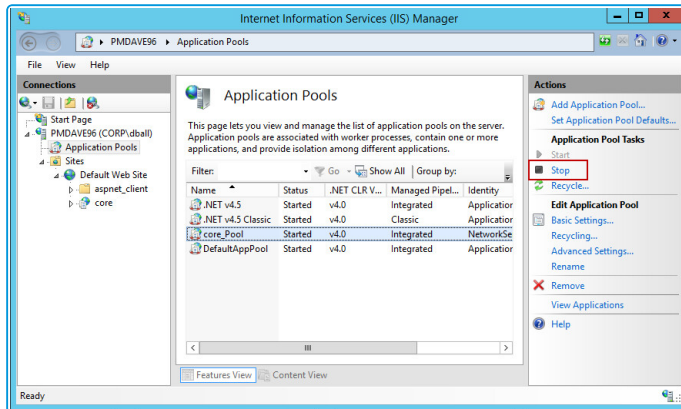 Internet Information Services (IIS) Manager
PMDAVE96 Application Pools
File View Help
Connections
Start Page
PMDAVE96 (CORP\dball)
Application Pools
Sites
Default Web Site
aspnet_client
core
Application Pools
This page lets you view and manage the list of application pools on the server.
Application pools are associated with worker processes, contain one or more
applications, and provide isolation among different applications.
Filter: Go Show All Group by:
Name Status .NET CLR V... Managed Pipel... Identity
.NET v4.5 Started v4.0 Integrated Application
.NET v4.5 Classic Started v4.0 Classic Application
core_Pool Started v4.0 Integrated NetworkSe
DefaultAppPool Started v4.0 Integrated Application
Features View Content View
Actions
Add Application Pool...
Set Application Pool Defaults...
Application Pool Tasks
Start
Stop
Recycle...
Edit Application Pool
Basic Settings...
Recycling...
Advanced Settings...
Rename
Remove
View Applications
Help
Ready